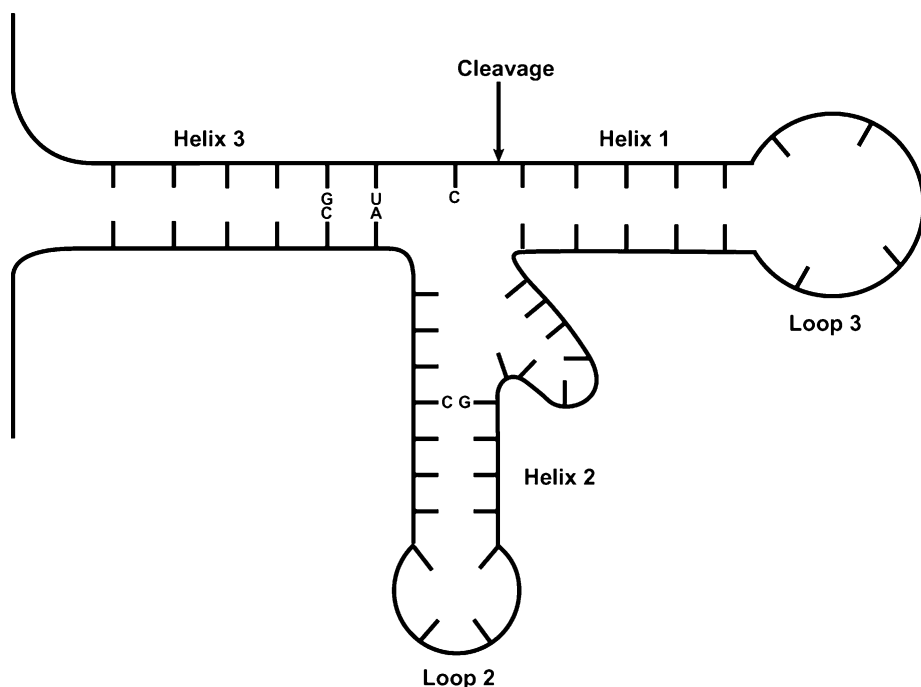 Cleavage
Helix 3
Helix 1
G
C
U
A
C
Loop 3
C G
Helix 2
Loop 2